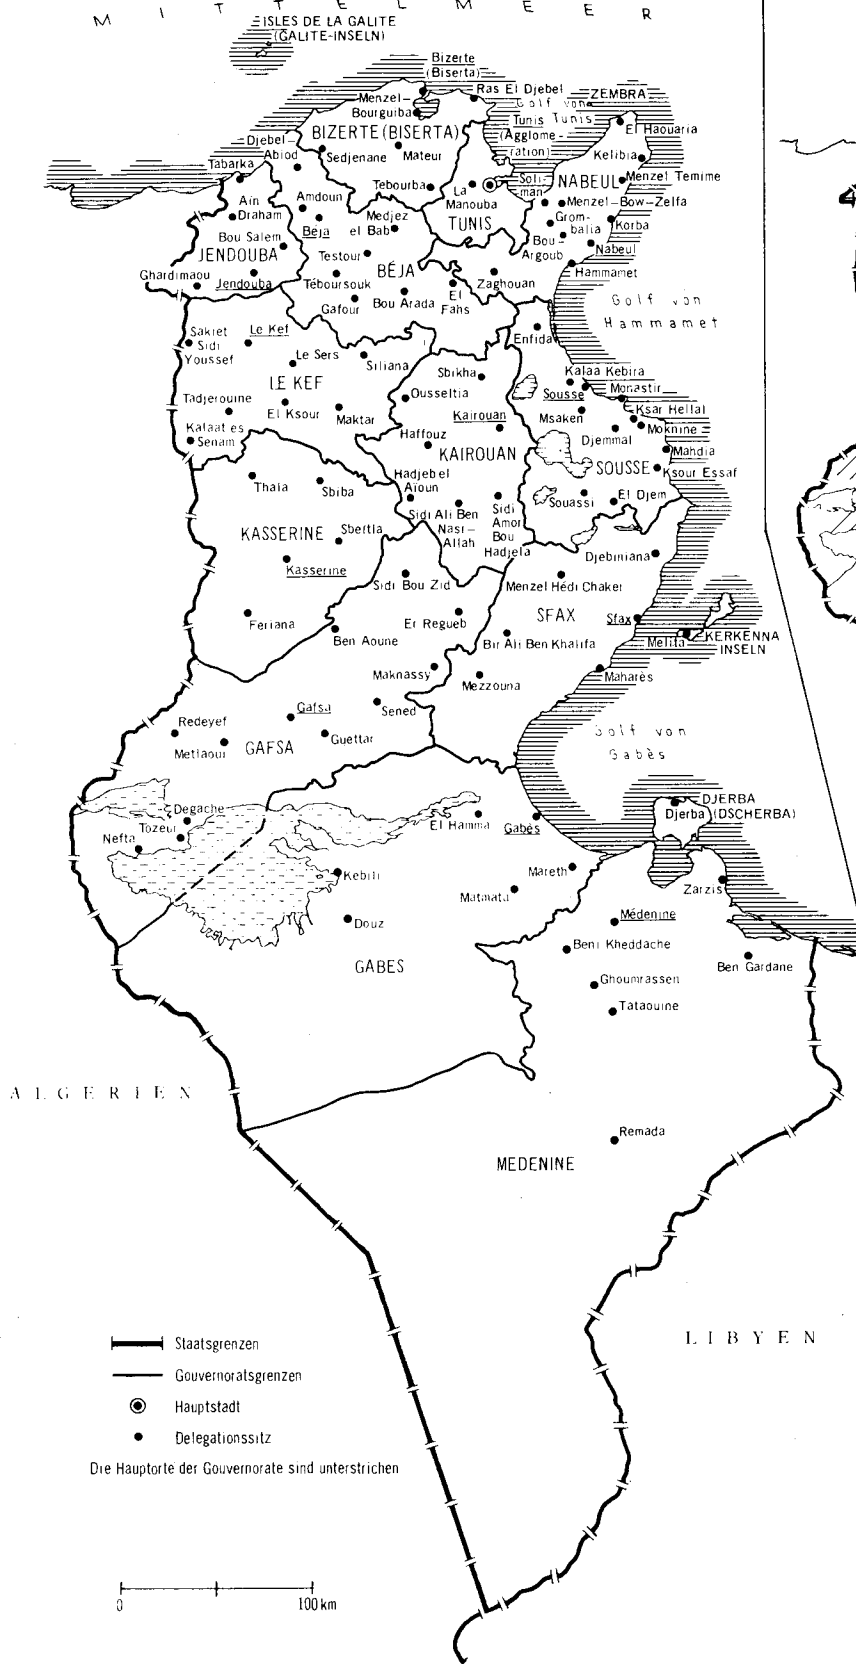 MITTELMEER
ISLES DE LA GALITE
(GALITE-INSELN)
Bizerte
(Biserta)
Ras El Djebel
ZEMBRA
Menzel-
Bourguiba
Golf von
Tunis
Tunis
(Agglome-
ration)
El Haouaria
BIZERTE (BISERTA)
Djebel-
Abiod
Sedjenane
Mateur
Kelibia
Tabarka
Tebourba
La
Manouba
Soli-
man
NABEUL
Menzel Temime
Ain
Draham
Amdoun
Menzel-Bow-Zelfa
Béja
Medjez
el Bab
TUNIS
Grom-
balia
Korba
Bou Salem
JENDOUBA
Testour
BÉJA
Bou-
Argoub
Nabeul
Ghardimaou
Jendouba
Téboursouk
Zaghouan
Hammamet
Gafour
Bou Arada
El
Fahs
Golf von
Hammamet
Sakiet
Sidi
Youssef
Le Kef
Enfida
Le Sers
Siliana
LE KEF
Sbikha
Kalaa Kebira
Ousseltia
Sousse
Monastir
Tadjerouine
El Ksour
Maktar
Kairouan
Msaken
Ksar Hellal
Kalaat es
Senam
Haffouz
KAIROUAN
Djemmal
Moknine
Mahdia
SOUSSE
Ksour Essaf
Thala
Sbiba
Hadjeb el
Aïoun
Sidi Ali Ben
Nasr-
Allah
Sidi
Amor
Bou
Hadjela
Souassi
El Djem
KASSERINE
Sbeïtla
Djebiniana
Kasserine
Sidi Bou Zid
Menzel Hédi Chaker
SFAX
Feriana
Er Regueb
Sfax
Ben Aoune
Bir Ali Ben Khalifa
Melita
KERKENNA
INSELN
Maknassy
Mezzouna
Maharès
Gafsa
Sened
Redeyef
Metlaoui
GAFSA
Guettar
Golf von
Gabès
Degache
Tozeur
Nefta
El Hamma
Gabès
DJERBA
Djerba
(DSCHERBA)
Kebili
Mareth
Matmata
Zarzis
Douz
Médenine
GABES
Beni Kheddache
Ben Gardane
Ghoumrassen
Tataouine
ALGERIEN
Remada
MEDENINE
LIBYEN
Staatsgrenzen
Gouvernoratsgrenzen
Hauptstadt
Delegationssitz
Die Hauptorte der Gouvernorate sind unterstrichen
0 100 km